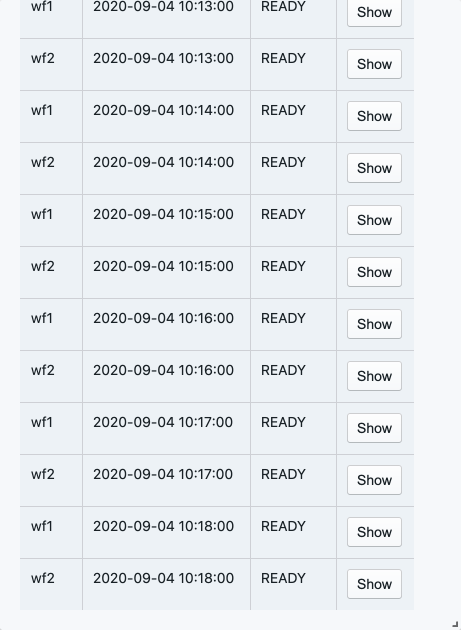 wf1 2020-09-04 10:13:00 READY Show
wf2 2020-09-04 10:13:00 READY Show
wf1 2020-09-04 10:14:00 READY Show
wf2 2020-09-04 10:14:00 READY Show
wf1 2020-09-04 10:15:00 READY Show
wf2 2020-09-04 10:15:00 READY Show
wf1 2020-09-04 10:16:00 READY Show
wf2 2020-09-04 10:16:00 READY Show
wf1 2020-09-04 10:17:00 READY Show
wf2 2020-09-04 10:17:00 READY Show
wf1 2020-09-04 10:18:00 READY Show
wf2 2020-09-04 10:18:00 READY Show